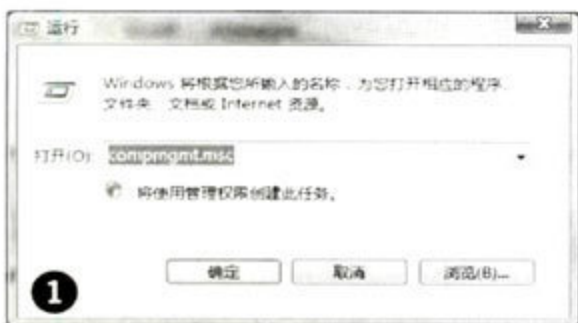 运行
Windows 将根据您所输入的名称，为您打开相应的程序、
文件夹、文档或 Internet 资源。
打开(O): compmgmt.msc
将使用管理权限创建此任务。
确定 取消 浏览(B)...
1